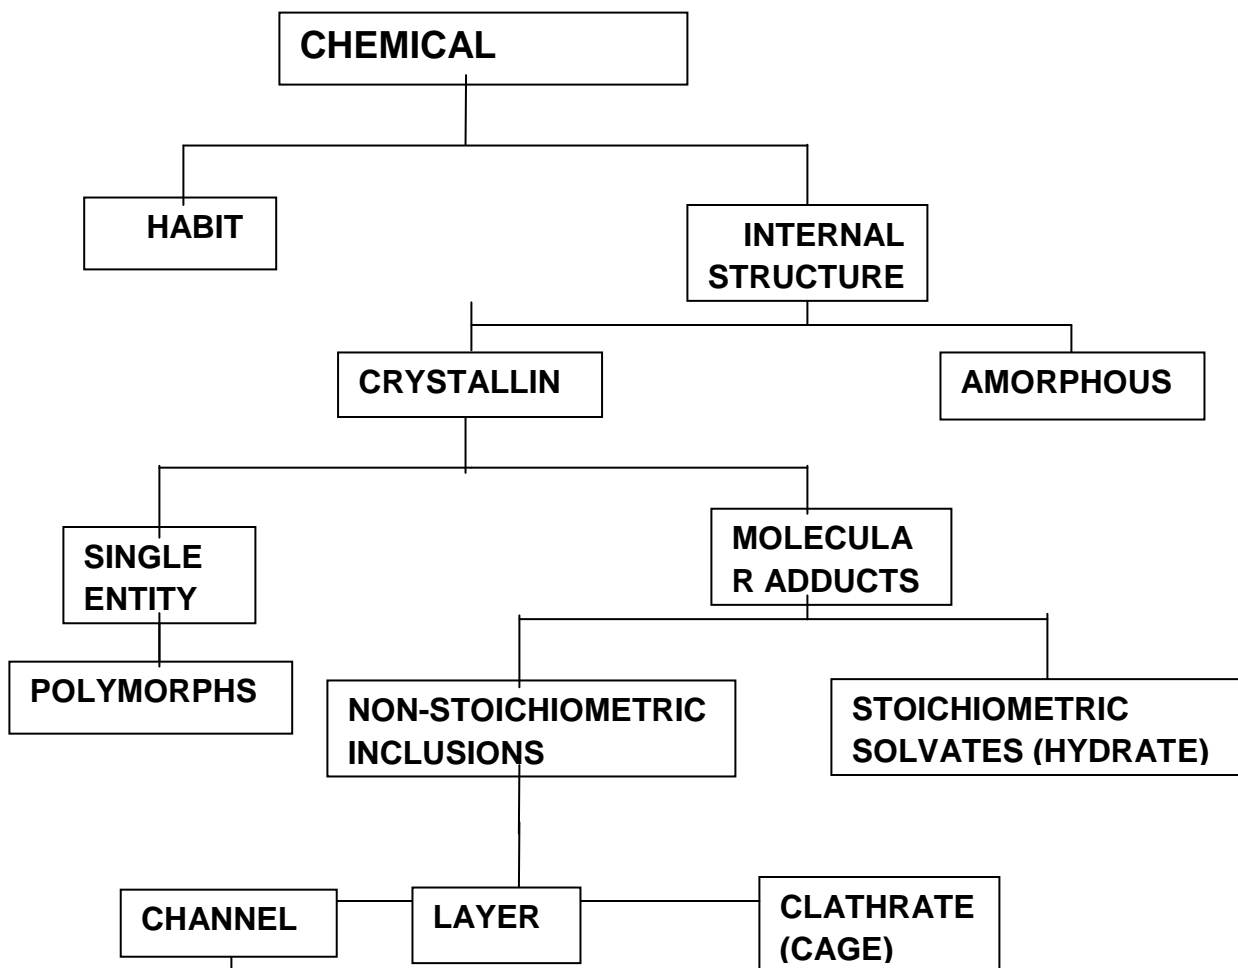 CHEMICAL
HABIT
INTERNAL
STRUCTURE
CRYSTALLIN
AMORPHOUS
SINGLE
ENTITY
MOLECULA
R ADDUCTS
POLYMORPHS
NON-STOICHIOMETRIC
INCLUSIONS
STOICHIOMETRIC
SOLVATES (HYDRATE)
CHANNEL
LAYER
CLATHRATE
(CAGE)